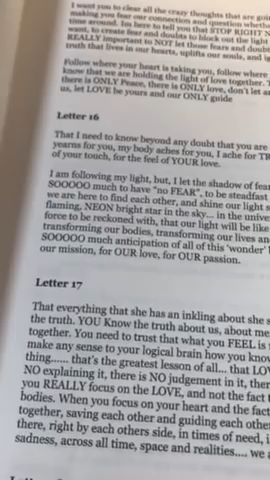 I want you to clear all the crazy thoughts that are
making you fear our connection and question
time around. Im here to tell you that STOP RIGHT
want, to create fear and doubts to block out the light
REALLY important to NOT let those fears and
truth that lives in our hearts, uplifts our souls, and
Follow where your heart is taking you, follow where
know that we are holding the light of love together.
there is ONLY Peace, there is ONLY love, don't let
us, let LOVE be yours and our ONLY guide
Letter 16
That I need to know beyond any doubt that you are
yearns for you, my body aches for you, I ache for
of your touch, for the feel of YOUR love.
I am following my light, but, I let the shadow of
SOOOOO much to have "no FEAR", to be steadfast
we are here to find each other, and shine our light
flaming, NEON bright star in the sky... in the
force to be reckoned with, that our light will be like
transforming our bodies, transforming our lives
SOOOOO much anticipation of all of this 'wonder'
our mission, for OUR love, for OUR passion.
Letter 17
That everything that she has an inkling about she
the truth. YOU Know the truth about us, about
together. You need to trust that what you FEEL is
make any sense to your logical brain how you
thing...... that's the greatest lesson of all... that
NO explaining it, there is NO judgement in it,
you REALLY focus on the LOVE, and not the fact
bodies. When you focus on your heart and the fact
together, saving each other and guiding each
there, right by each others side, in times of need,
sadness, across all time, space and realities.... we